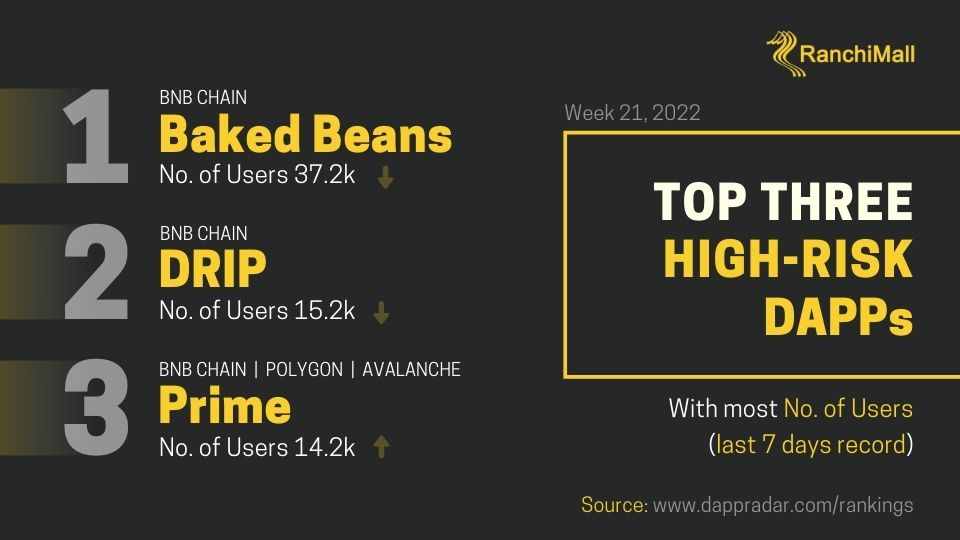 RanchiMall
Week 21, 2022
TOP THREE
HIGH-RISK
DAPPs
With most No. of Users
(last 7 days record)
Source: www.dappradar.com/rankings
1
BNB CHAIN
Baked Beans
No. of Users 37.2k
2
BNB CHAIN
DRIP
No. of Users 15.2k
3
BNB CHAIN | POLYGON | AVALANCHE
Prime
No. of Users 14.2k